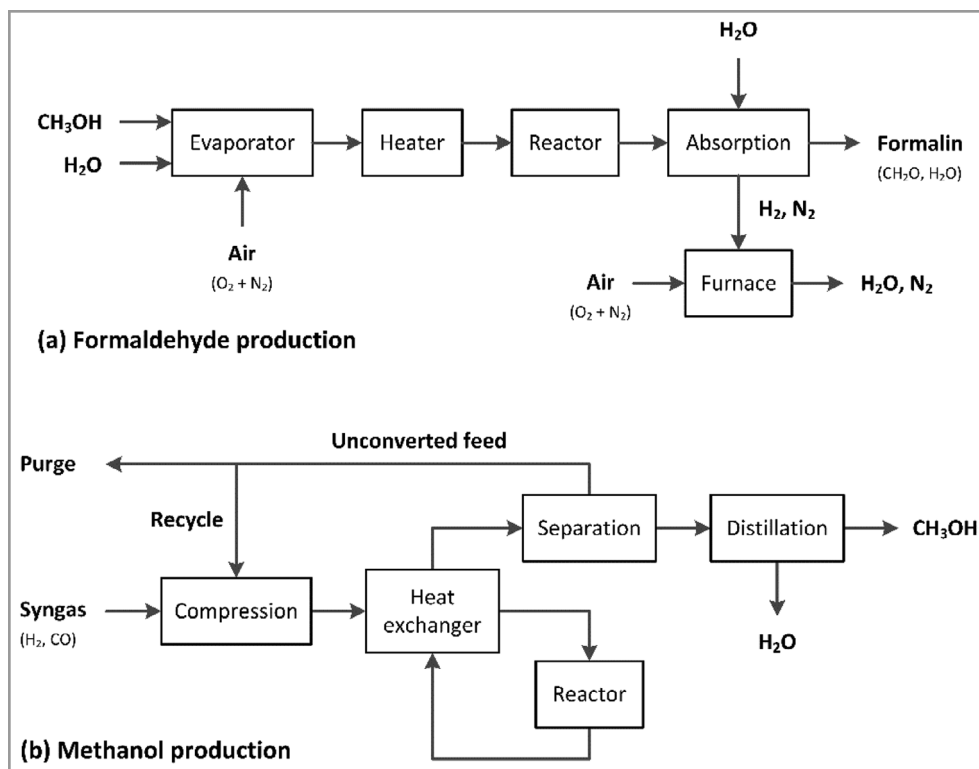 H₂O
CH₃OH
H₂O
Evaporator
Heater
Reactor
Absorption
Formalin
(CH₂O, H₂O)
H₂, N₂
Air
(O₂ + N₂)
Air
(O₂ + N₂)
Furnace
H₂O, N₂
(a) Formaldehyde production
Unconverted feed
Purge
Recycle
Separation
Distillation
CH₃OH
Syngas
(H₂, CO)
Compression
Heat
exchanger
H₂O
Reactor
(b) Methanol production